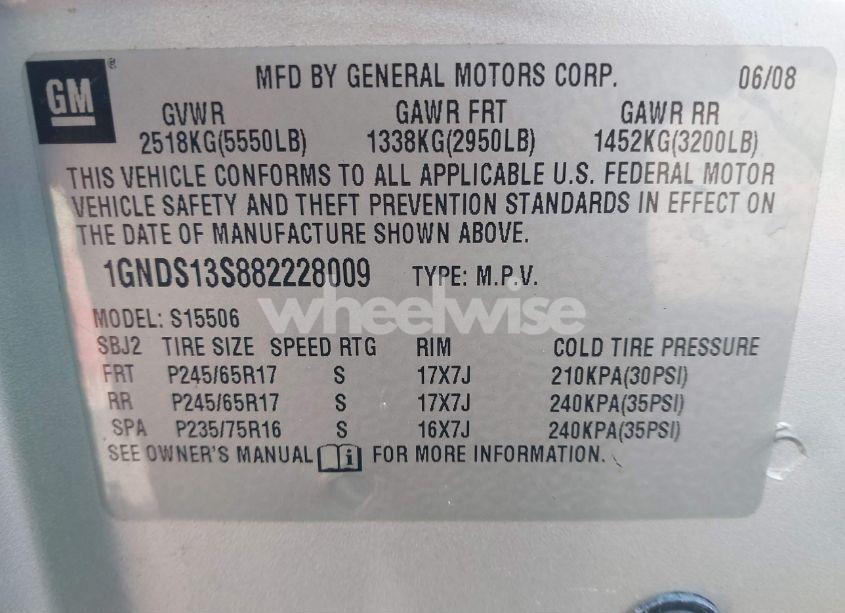 GM ® MFD BY GENERAL MOTORS CORP. 06/08
GVWR GAWR FRT GAWR RR
2518KG(5550LB) 1338KG(2950LB) 1452KG(3200LB)
THIS VEHICLE CONFORMS TO ALL APPLICABLE U.S. FEDERAL MOTOR
VEHICLE SAFETY AND THEFT PREVENTION STANDARDS IN EFFECT ON
THE DATE OF MANUFACTURE SHOWN ABOVE.
1GNDS13S882228009 TYPE: M.P.V.
wheelwise
MODEL: S15506
SBJ2 TIRE SIZE SPEED RTG RIM COLD TIRE PRESSURE
FRT P245/65R17 S 17X7J 210KPA(30PSI)
RR P245/65R17 S 17X7J 240KPA(35PSI)
SPA P235/75R16 S 16X7J 240KPA(35PSI)
SEE OWNER'S MANUAL i FOR MORE INFORMATION.